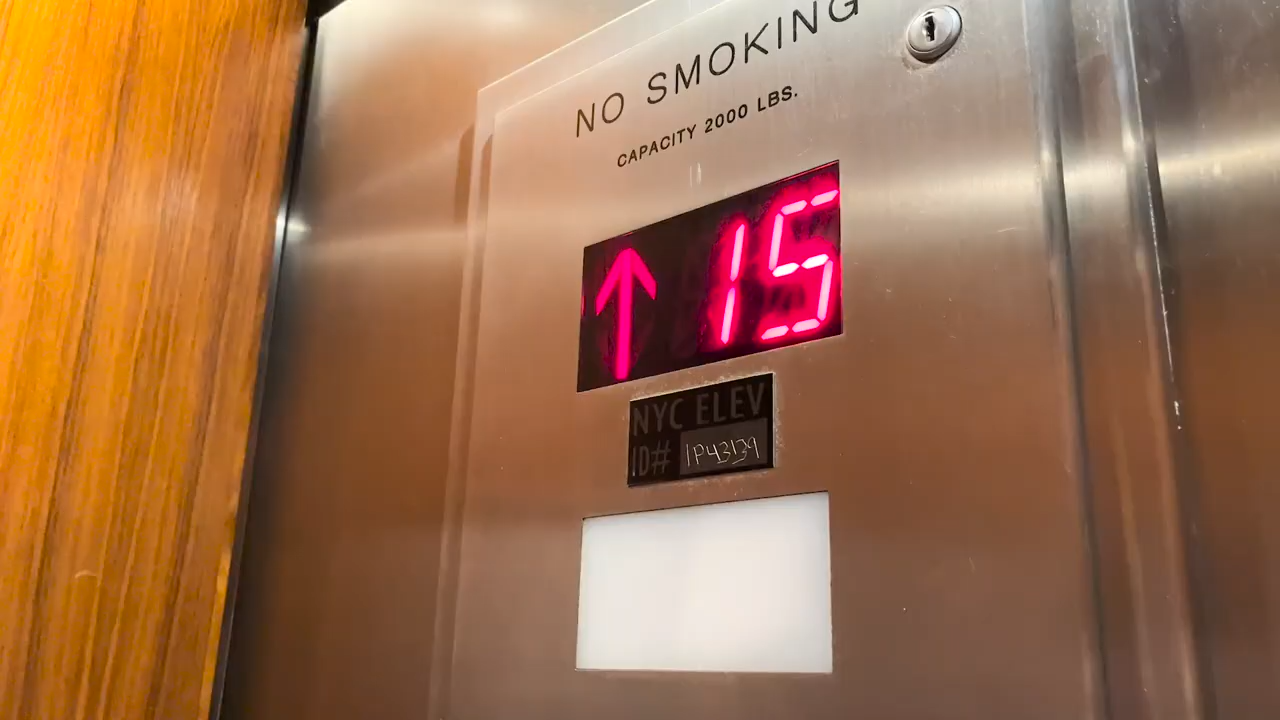 NO SMOKING
CAPACITY 2000 LBS.
↑ 15
NYC ELEV
ID# 1P43139